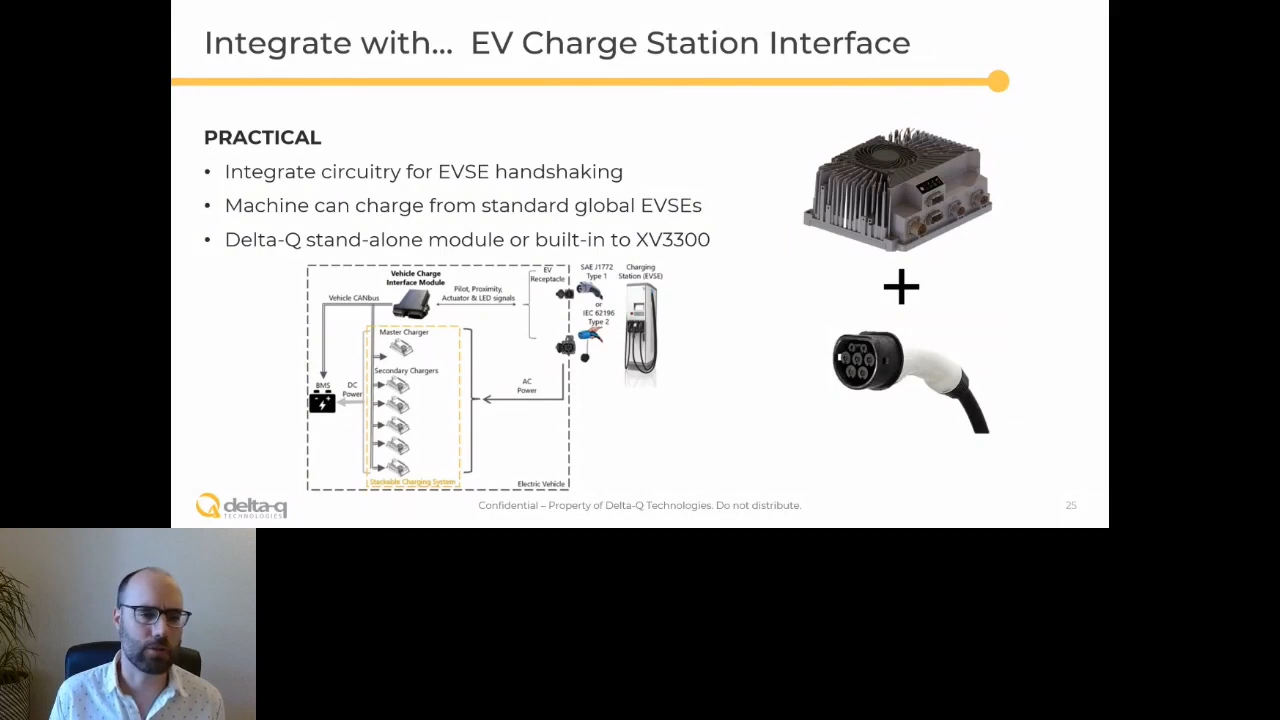 Integrate with... EV Charge Station Interface
PRACTICAL
• Integrate circuitry for EVSE handshaking
• Machine can charge from standard global EVSEs
• Delta-Q stand-alone module or built-in to XV3300
Vehicle Charge
Interface Module
EV
Receptacle
SAE J1772
Type 1
or
IEC 62196
Type 2
Charging
Station (EVSE)
Vehicle CANbus
Pilot, Proximity,
Actuator & LED signals
Master Charger
Secondary Chargers
BMS
DC
Power
AC
Power
Stackable Charging System
Electric Vehicle
delta-q
TECHNOLOGIES
Confidential – Property of Delta-Q Technologies. Do not distribute.
25